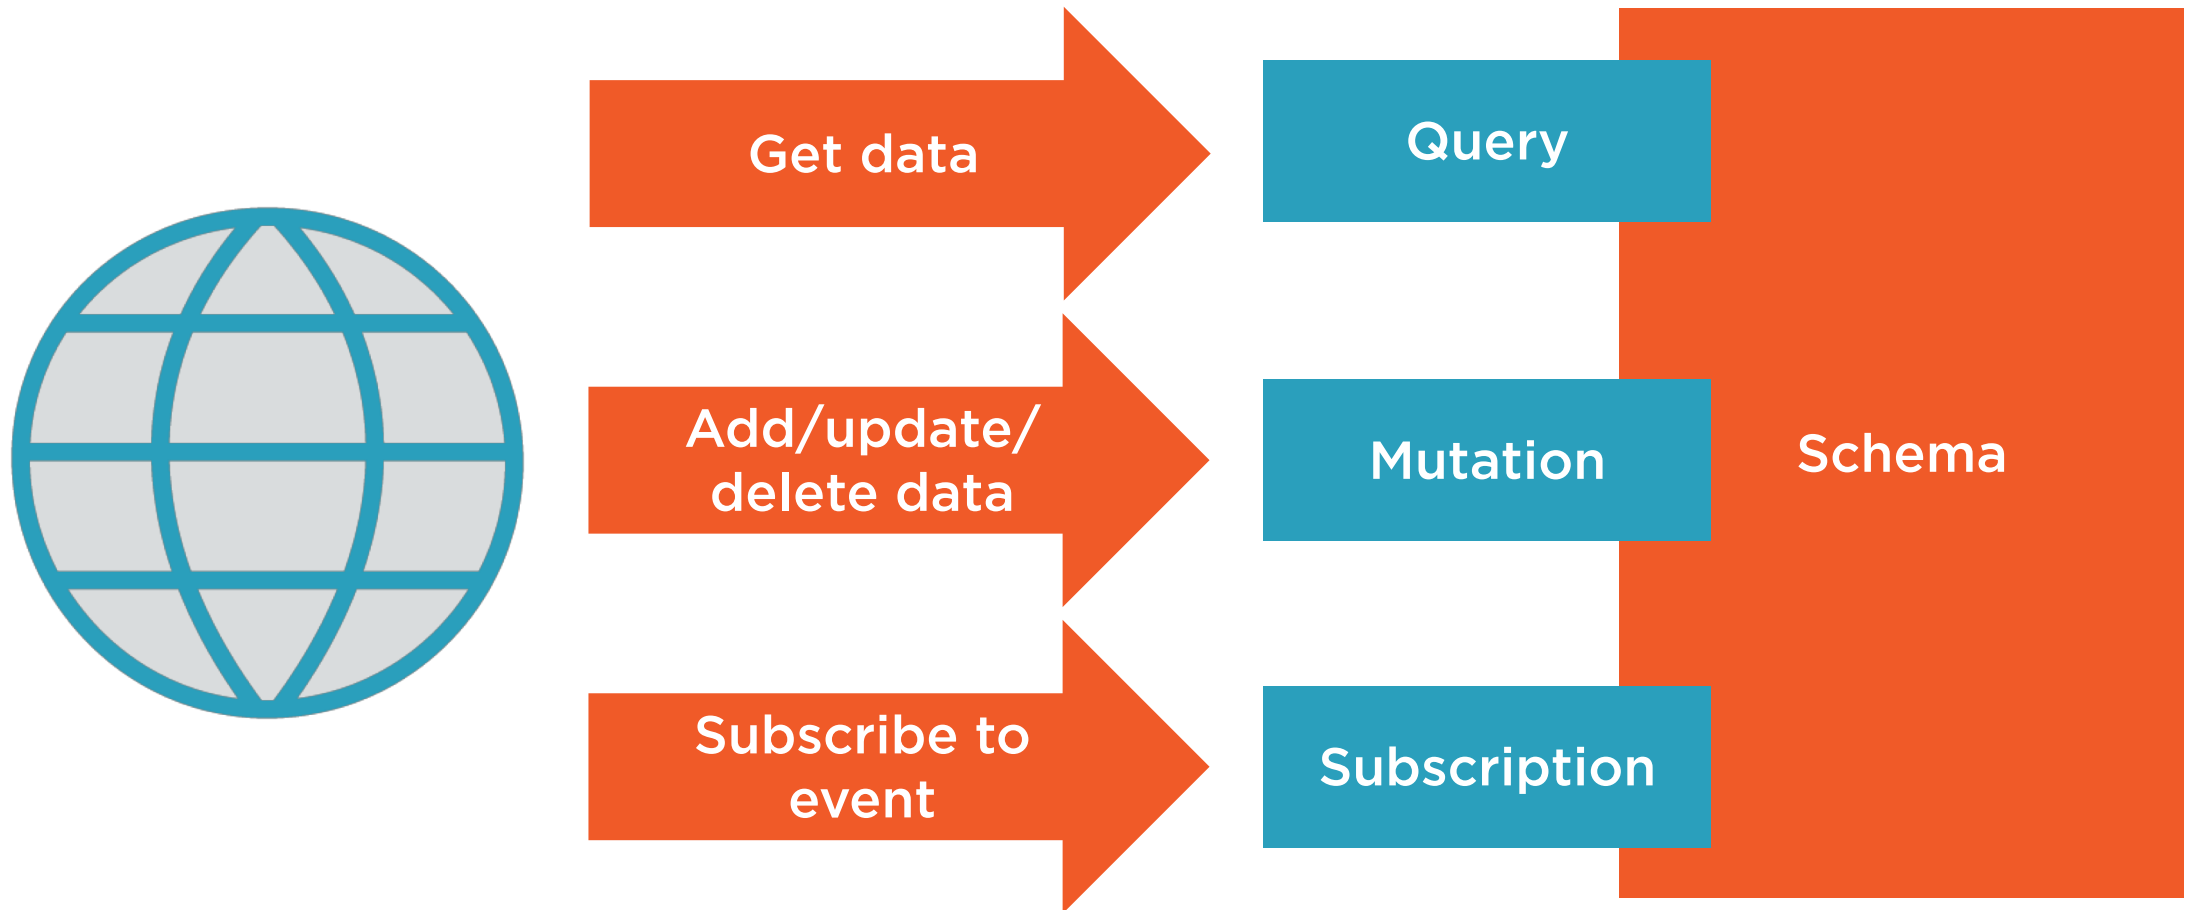 Get data
Query
Add/update/
delete data
Mutation
Schema
Subscribe to
event
Subscription